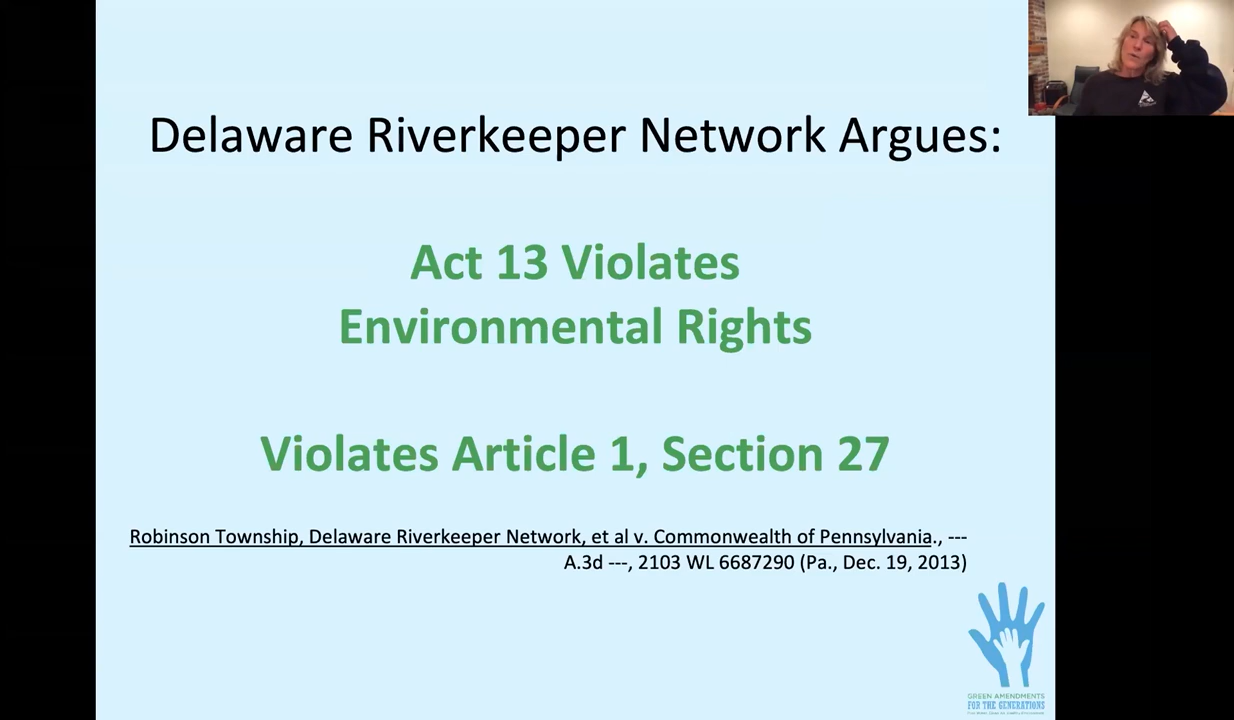 Delaware Riverkeeper Network Argues:
Act 13 Violates
Environmental Rights
Violates Article 1, Section 27
Robinson Township, Delaware Riverkeeper Network, et al v. Commonwealth of Pennsylvania., ---
A.3d ---, 2103 WL 6687290 (Pa., Dec. 19, 2013)
GREEN AMENDMENTS
FOR THE GENERATIONS